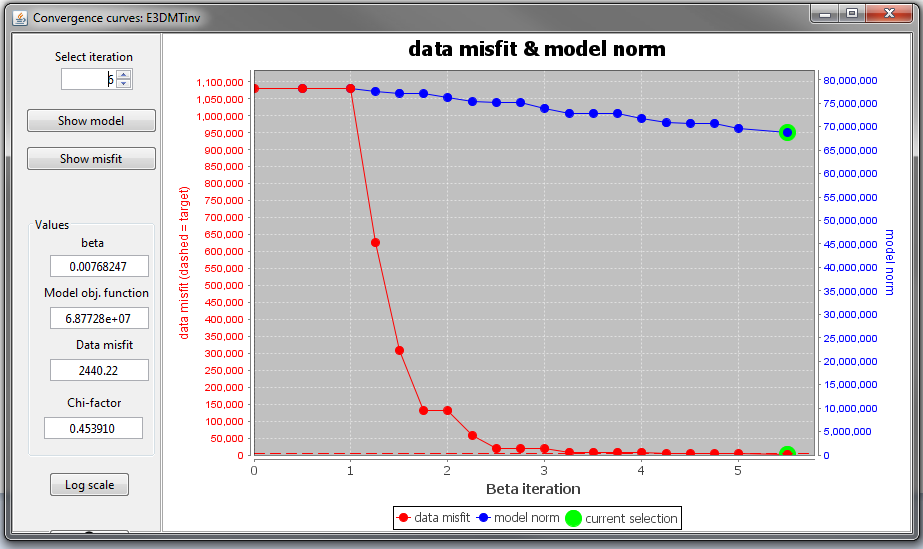 Convergence curves: E3DMTinv
Select iteration
6
Show model
Show misfit
Values
beta
0.00768247
Model obj. function
6.87728e+07
Data misfit
2440.22
Chi-factor
0.453910
Log scale
data misfit & model norm
data misfit (dashed = target)
1,100,000
1,050,000
1,000,000
950,000
900,000
850,000
800,000
750,000
700,000
650,000
600,000
550,000
500,000
450,000
400,000
350,000
300,000
250,000
200,000
150,000
100,000
50,000
0
80,000,000
75,000,000
70,000,000
65,000,000
60,000,000
55,000,000
50,000,000
45,000,000
40,000,000
35,000,000
30,000,000
25,000,000
20,000,000
15,000,000
10,000,000
5,000,000
0
model norm
0 1 2 3 4 5
Beta iteration
data misfit model norm current selection